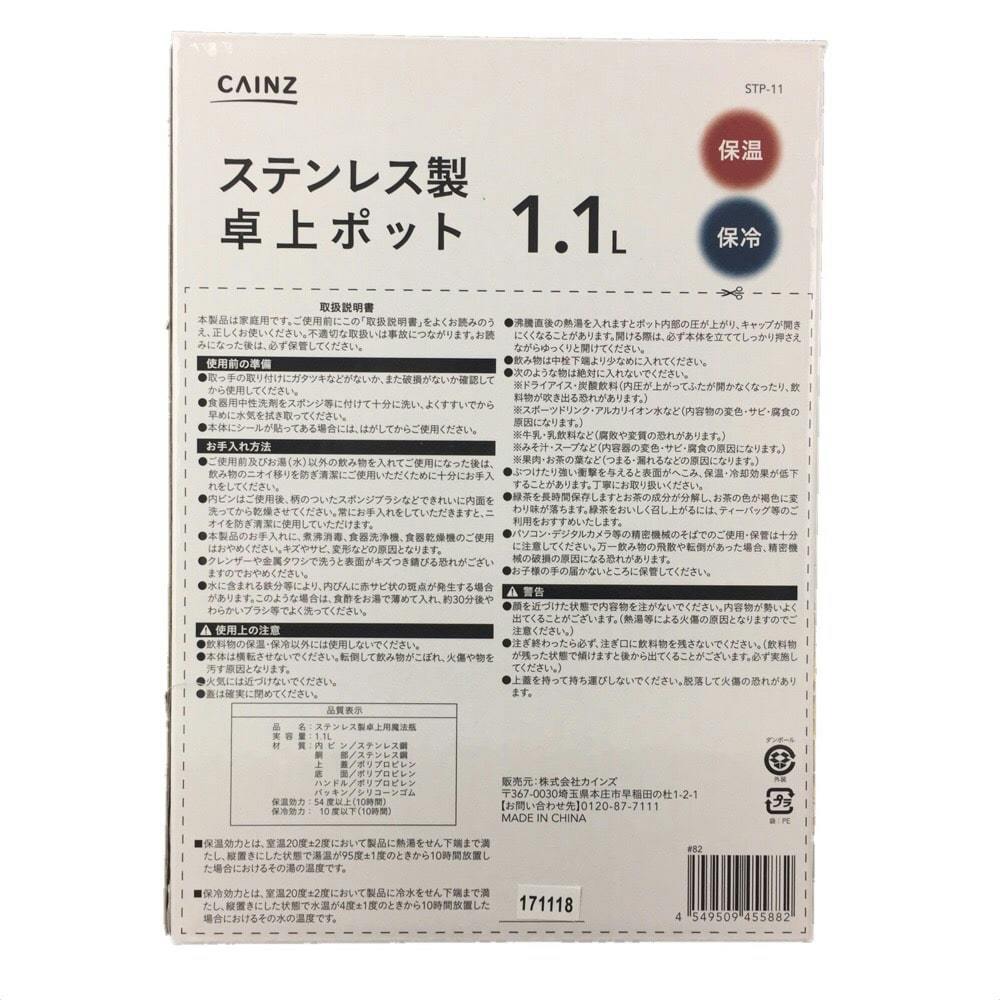 CAINZ
STP-11
ステンレス製
卓上ポット 1.1L
保温
保冷
取扱説明書
本製品は家庭用です。ご使用前にこの「取扱説明書」をよくお読みのう
え、正しくお使いください。不適切な取扱いは事故につながります。お読
みになった後は、必ず保管してください。
使用前の準備
●取っ手の取り付けにガタツキなどがないか、また破損がないか確認して
から使用してください。
●食器用中性洗剤をスポンジ等に付けて十分に洗い、よくすすいでから
早めに水気を拭き取ってください。
●本体にシールが貼ってある場合には、はがしてからご使用ください。
お手入れ方法
●ご使用前及びお湯(水)以外の飲み物を入れてご使用になった後は、
飲み物のニオイ移りを防ぎ清潔にご使用いただくために十分にお手入
れをしてください。
●内ビンはご使用後、柄のついたスポンジブラシなどできれいに内面を
洗ってから乾燥させてください。常にお手入れをしていただきますと、ニ
オイを防ぎ清潔に使用していただけます。
●本製品のお手入れに、煮沸消毒、食器洗浄機、食器乾燥機のご使用
はおやめください。キズやサビ、変形などの原因となります。
●クレンザーや金属タワシで洗うと表面がキズつき錆びる恐れがござい
ますのでおやめください。
●水に含まれる鉄分等により、内びんに赤サビ状の斑点が発生する場合
があります。このような場合は、食酢をお湯で薄めて入れ、約30分後や
わらかいブラシ等でよく洗ってください。
使用上の注意
●飲料物の保温・保冷以外には使用しないでください。
●本体は横転させないでください。転倒して飲み物がこぼれ、火傷や物を
汚す原因となります。
●火気には近づけないでください。
●蓋は確実に閉めてください。
品質表示
品 名:ステンレス製卓上用魔法瓶
実容量:1.1L
材 質:内ビン/ステンレス鋼
胴 部/ステンレス鋼
上 蓋/ポリプロピレン
底 面/ポリプロピレン
ハンドル/ポリプロピレン
パッキン/シリコーンゴム
保温効力:54度以上(10時間)
保冷効力:10度以下(10時間)
■保温効力とは、室温20度±2度において製品に熱湯をせん下端まで満
たし、縦置きにした状態で湯温が95度±1度のときから10時間放置し
た場合におけるその湯の温度です。
■保冷効力とは、室温20度±2度において製品に冷水をせん下端まで満
たし、縦置きにした状態で水温が4度±1度のときから10時間放置した
場合におけるその水の温度です。
●沸騰直後の熱湯を入れますとポット内部の圧が上がり、キャップが開き
にくくなることがあります。開ける際は、必ず本体を立ててしっかり押さえ
ながらゆっくりと開けてください。
●飲み物は中栓下端より少なめに入れてください。
●次のような物は絶対に入れないでください。
※ドライアイス・炭酸飲料(内圧が上がってふたが開かなくなったり、飲
料物が吹き出る恐れがあります。)
※スポーツドリンク・アルカリイオン水など(内容物の変色・サビ・腐食の
原因になります。)
※牛乳・乳飲料など(腐敗や変質の恐れがあります。)
※みそ汁・スープなど(内容器の変色・サビ・腐食の原因になります。)
※果肉・お茶の葉など(つまる・漏れるなどの原因になります。)
●ぶつけたり強い衝撃を与えると表面がへこみ、保温・冷却効果が低下
することがあります。丁寧にお取り扱いください。
●緑茶を長時間保存しますとお茶の成分が分解し、お茶の色が褐色に変
わり味が落ちます。緑茶をおいしく召し上がるには、ティーバッグ等のご
利用をおすすめいたします。
●パソコン・デジタルカメラ等の精密機械のそばでのご使用・保管は十分
に注意してください。万一飲み物の飛散や転倒があった場合、精密機
械の破損の原因になる恐れがあります。
●お子様の手の届かないところに保管してください。
警告
●顔を近づけた状態で内容物を注がないでください。内容物が勢いよく
出てくることがございます。(熱湯等による火傷の原因となりますのでご
注意ください。)
●注ぎ終わったら必ず、注ぎ口に飲料物を残さないでください。(飲料物
が残った状態で傾けますと後から出てくることがございます。必ず実施し
てください。)
●上蓋を持って持ち運びしないでください。脱落して火傷の恐れがあり
ます。
販売元:株式会社カインズ
〒367-0030埼玉県本庄市早稲田の杜1-2-1
【お問い合わせ先】0120-87-7111
MADE IN CHINA
ダンボール
外装
プラ
袋:PE
#82
171118
4 549509 455882